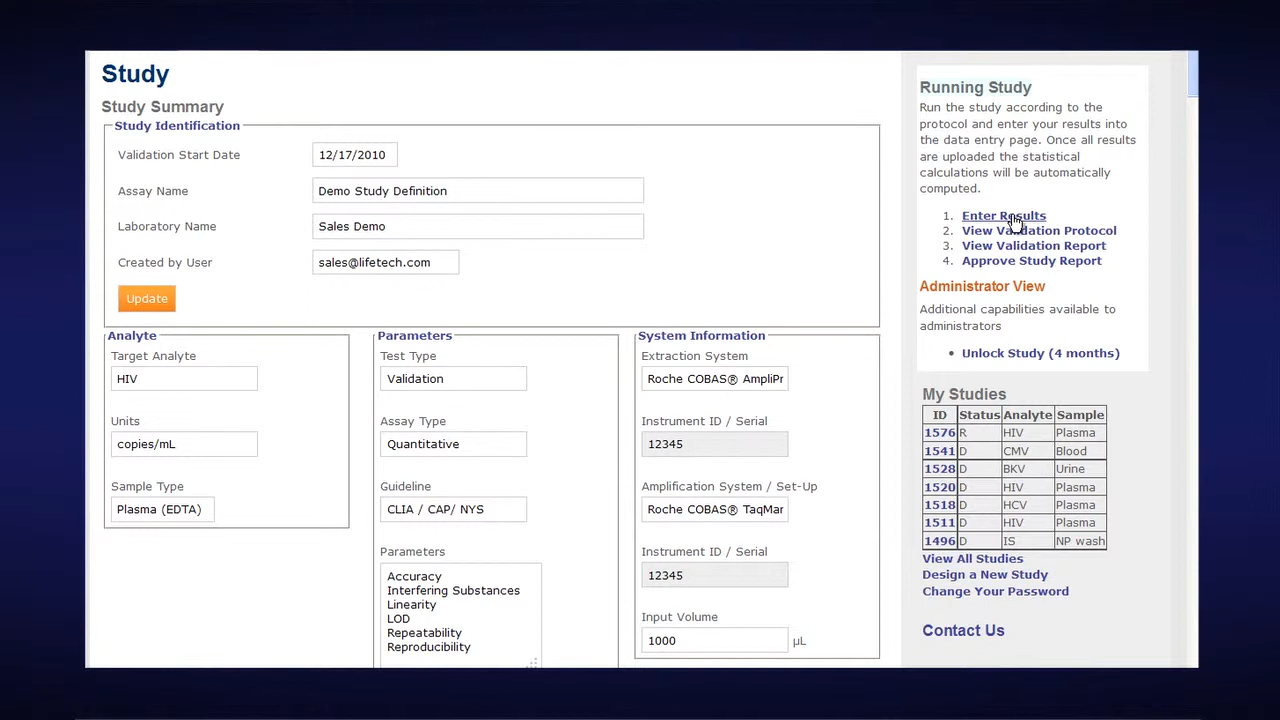 Study
Study Summary
Study Identification
Validation Start Date 12/17/2010
Assay Name Demo Study Definition
Laboratory Name Sales Demo
Created by User sales@lifetech.com
Update
Analyte
Target Analyte
HIV
Units
copies/mL
Sample Type
Plasma (EDTA)
Parameters
Test Type
Validation
Assay Type
Quantitative
Guideline
CLIA / CAP/ NYS
Parameters
Accuracy
Interfering Substances
Linearity
LOD
Repeatability
Reproducibility
System Information
Extraction System
Roche COBAS® AmpliPr
Instrument ID / Serial
12345
Amplification System / Set-Up
Roche COBAS® TaqMar
Instrument ID / Serial
12345
Input Volume
1000 µL
Running Study
Run the study according to the
protocol and enter your results into
the data entry page. Once all results
are uploaded the statistical
calculations will be automatically
computed.
1. Enter Results
2. View Validation Protocol
3. View Validation Report
4. Approve Study Report
Administrator View
Additional capabilities available to
administrators
• Unlock Study (4 months)
My Studies
ID Status Analyte Sample
1576 R HIV Plasma
1541 D CMV Blood
1528 D BKV Urine
1520 D HIV Plasma
1518 D HCV Plasma
1511 D HIV Plasma
1496 D IS NP wash
View All Studies
Design a New Study
Change Your Password
Contact Us